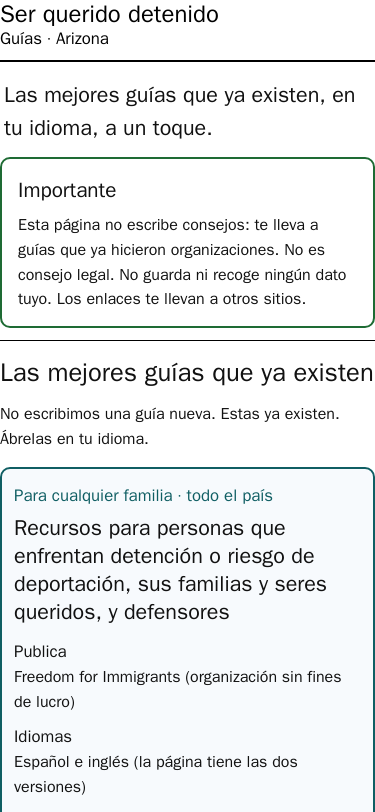 Ser querido detenido
Guías · Arizona
Las mejores guías que ya existen, en
tu idioma, a un toque.
Importante
Esta página no escribe consejos: te lleva a
guías que ya hicieron organizaciones. No es
consejo legal. No guarda ni recoge ningún dato
tuyo. Los enlaces te llevan a otros sitios.
Las mejores guías que ya existen
No escribimos una guía nueva. Estas ya existen.
Ábrelas en tu idioma.
Para cualquier familia · todo el país
Recursos para personas que
enfrentan detención o riesgo de
deportación, sus familias y seres
queridos, y defensores
Publica
Freedom for Immigrants (organización sin fines
de lucro)
Idiomas
Español e inglés (la página tiene las dos
versiones)